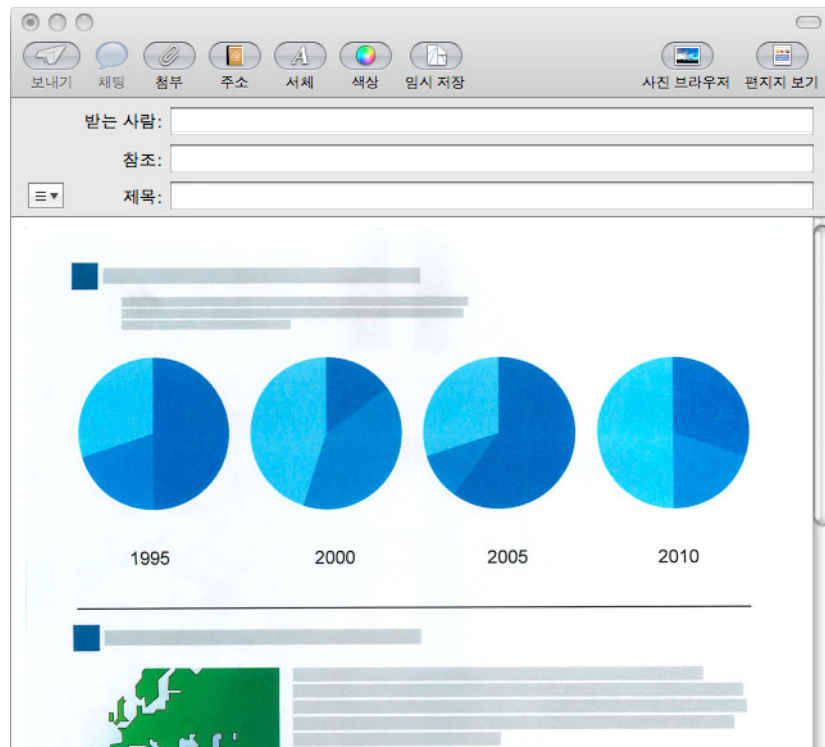 보내기 채팅 첨부 주소 서체 색상 임시 저장 사진 브라우저 편지지 보기
받는 사람:
참조:
제목:
1995 2000 2005 2010